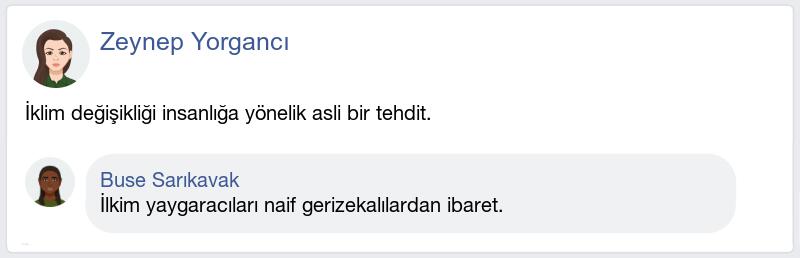 Zeynep Yorgancı
İklim değişikliği insanlığa yönelik asli bir tehdit.
Buse Sarıkavak
İlkim yaygaracıları naif gerizekalılardan ibaret.